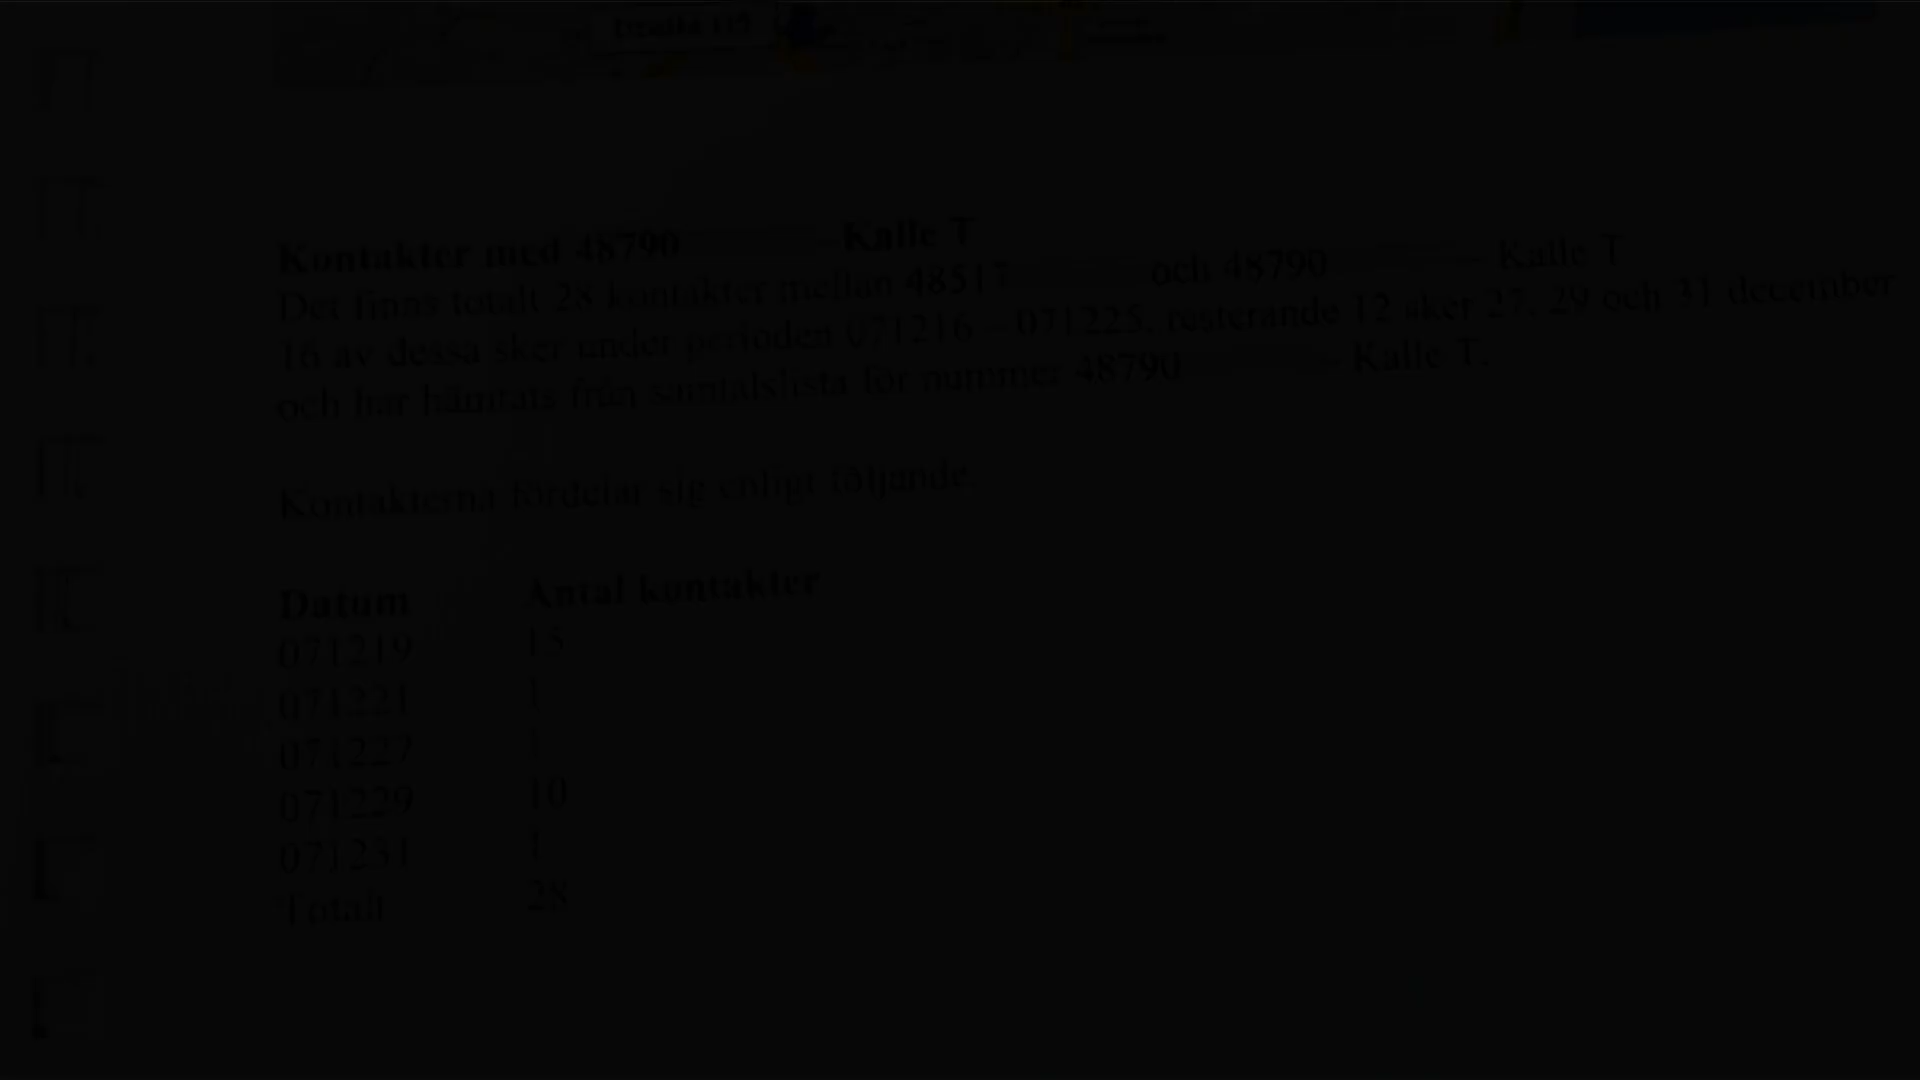 Kontakter med 48790 – Kalle T
Det finns totalt 28 kontakter mellan 48517 och 48790 – Kalle T
16 av dessa sker under perioden 071216 – 071225, resterande 12 sker 27, 29 och 31 december
och har hämtats från samtalslista för nummer 48790 – Kalle T.
Kontakterna fördelar sig enligt följande.
Datum Antal kontakter
071219 15
071221 1
071227 1
071229 10
071231 1
Totalt 28